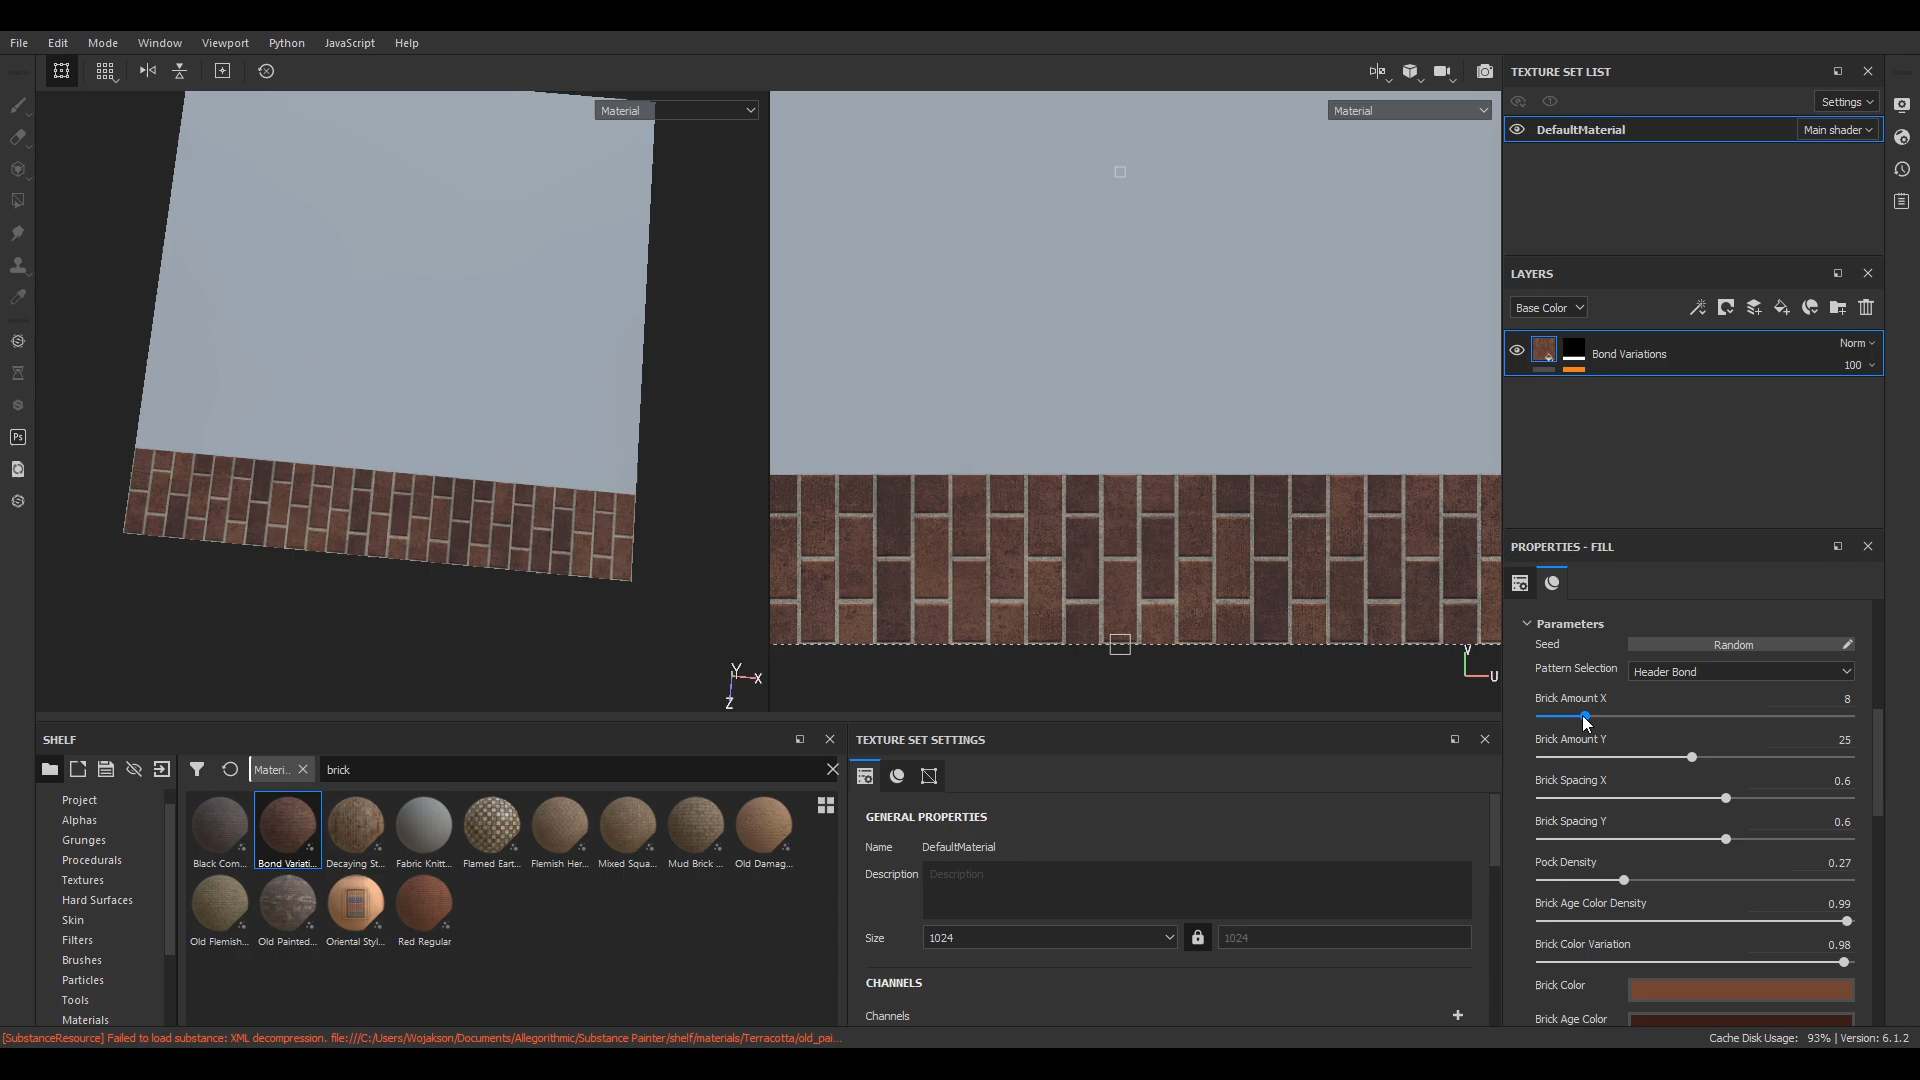 File Edit Mode Window Viewport Python JavaScript Help
Material
Material
Y
X
Z
V
U
TEXTURE SET LIST
Settings
DefaultMaterial Main shader
LAYERS
Base Color
Bond Variations Norm
100
PROPERTIES - FILL
Parameters
Seed Random
Pattern Selection Header Bond
Brick Amount X 8
Brick Amount Y 25
Brick Spacing X 0.6
Brick Spacing Y 0.6
Pock Density 0.27
Brick Age Color Density 0.99
Brick Color Variation 0.98
Brick Color
Brick Age Color
Ps
SHELF
Materi.. brick
Project
Alphas
Grunges
Procedurals
Textures
Hard Surfaces
Skin
Filters
Brushes
Particles
Tools
Materials
Black Com... Bond Variati... Decaying St... Fabric Knitt... Flamed Eart... Flemish Her... Mixed Squa... Mud Brick ... Old Damag...
Old Flemish... Old Painted... Oriental Styl... Red Regular
TEXTURE SET SETTINGS
GENERAL PROPERTIES
Name DefaultMaterial
Description Description
Size 1024 1024
CHANNELS
Channels +
[SubstanceResource] Failed to load substance: XML decompression. file:///C:/Users/Wojakson/Documents/Allegorithmic/Substance Painter/shelf/materials/Terracotta/old_pai...
Cache Disk Usage: 93% | Version: 6.1.2